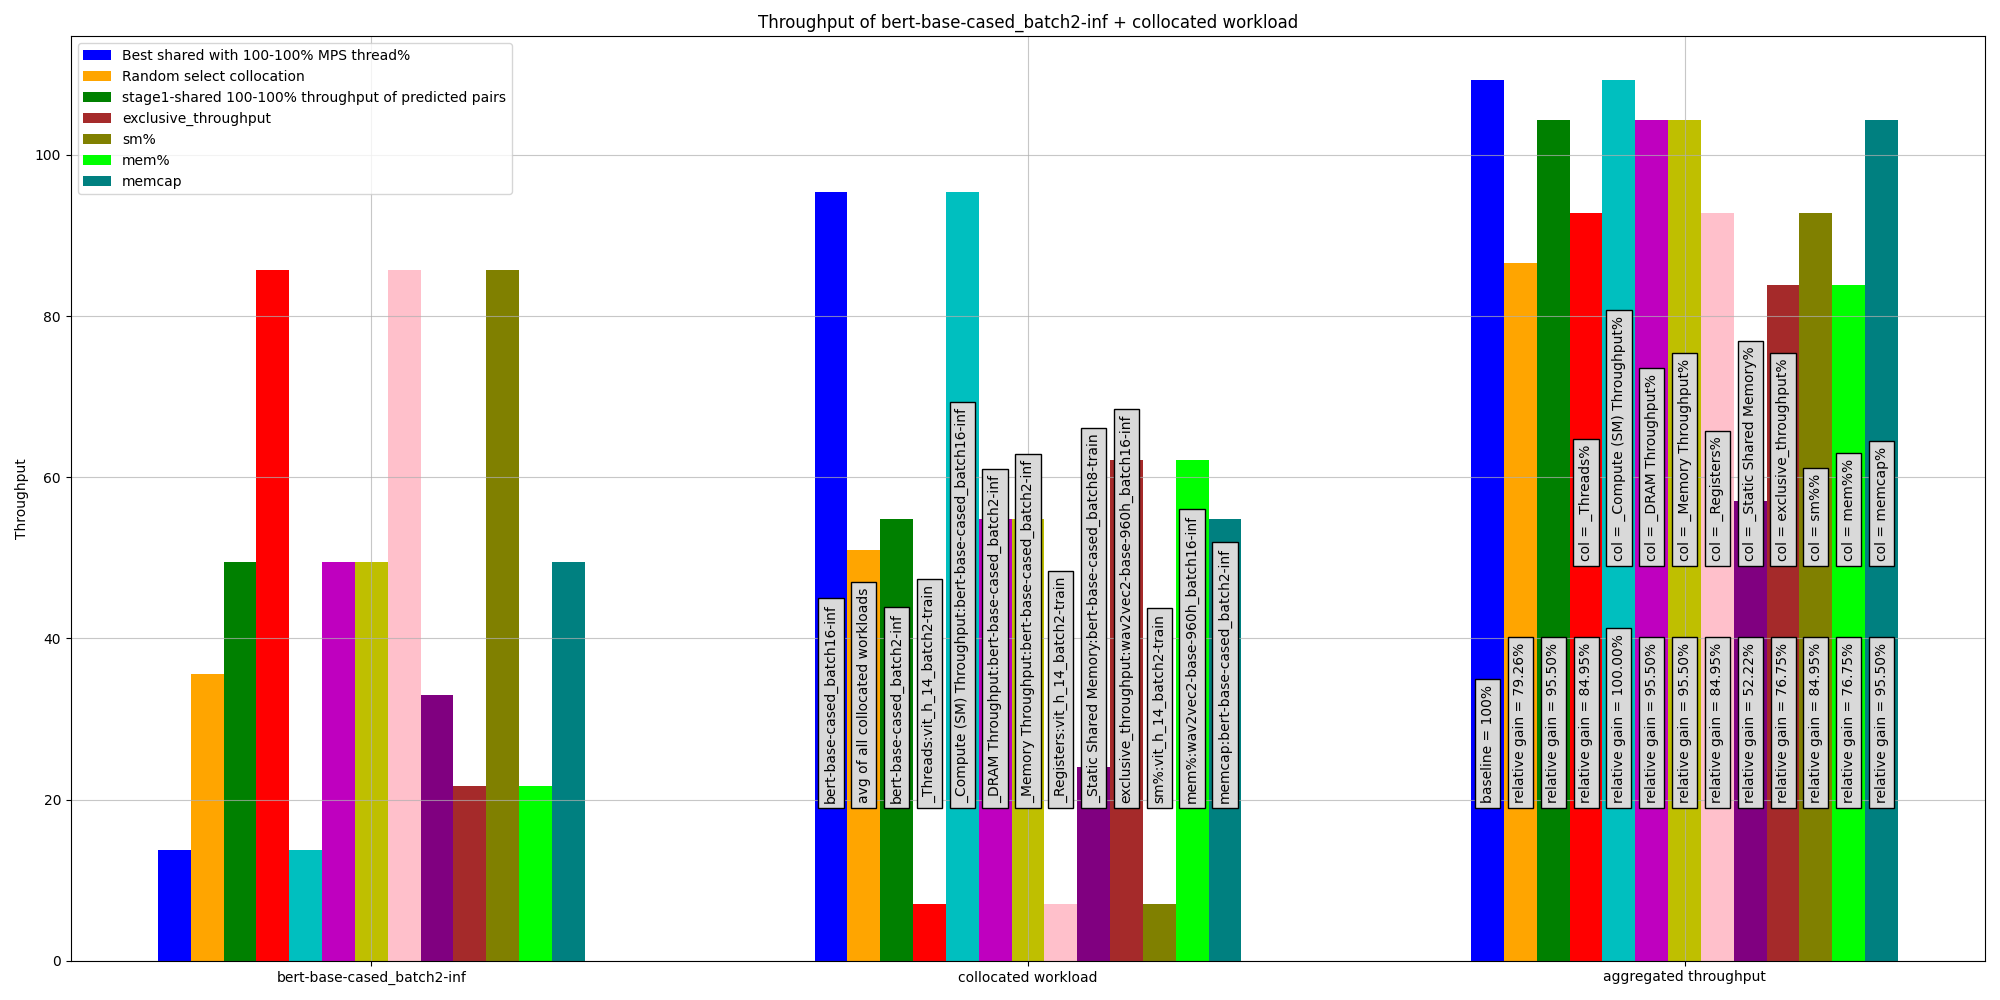 Throughput of bert-base-cased_batch2-inf + collocated workload
Best shared with 100-100% MPS thread%
Random select collocation
stage1-shared 100-100% throughput of predicted pairs
exclusive_throughput
sm%
mem%
memcap
Throughput
100
80
60
40
20
0
bert-base-cased_batch16-inf
avg of all collocated workloads
bert-base-cased_batch2-inf
_Threads:vit_h_14_batch2-train
_Compute (SM) Throughput:bert-base-cased_batch16-inf
_DRAM Throughput:bert-base-cased_batch2-inf
_Memory Throughput:bert-base-cased_batch2-inf
_Registers:vit_h_14_batch2-train
_Static Shared Memory:bert-base-cased_batch8-train
exclusive_throughput:wav2vec2-base-960h_batch16-inf
sm%:vit_h_14_batch2-train
mem%:wav2vec2-base-960h_batch16-inf
memcap:bert-base-cased_batch2-inf
col = _Threads%
col = _Compute (SM) Throughput%
col = _DRAM Throughput%
col = _Memory Throughput%
col = _Registers%
col = _Static Shared Memory%
col = exclusive_throughput%
col = sm%%
col = mem%%
col = memcap%
baseline = 100%
relative gain = 79.26%
relative gain = 95.50%
relative gain = 84.95%
relative gain = 100.00%
relative gain = 95.50%
relative gain = 95.50%
relative gain = 84.95%
relative gain = 52.22%
relative gain = 76.75%
relative gain = 84.95%
relative gain = 76.75%
relative gain = 95.50%
bert-base-cased_batch2-inf
collocated workload
aggregated throughput